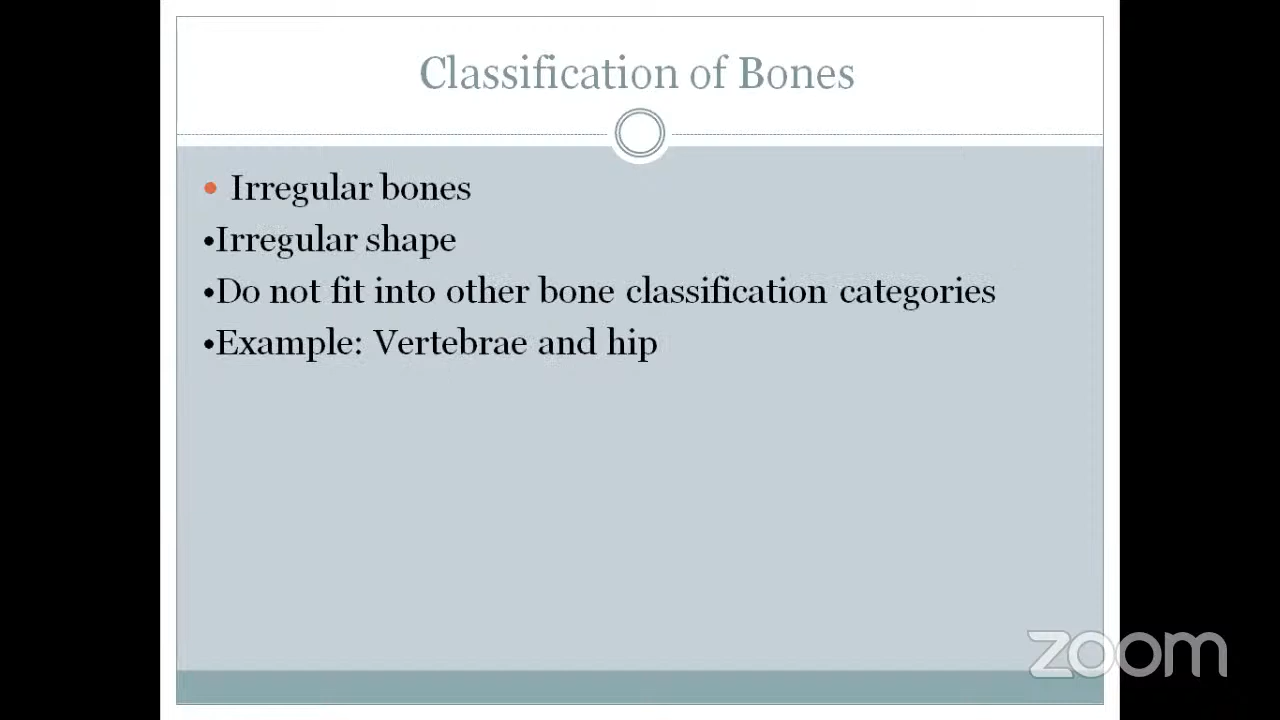 Classification of Bones
• Irregular bones
•Irregular shape
•Do not fit into other bone classification categories
•Example: Vertebrae and hip
zoom